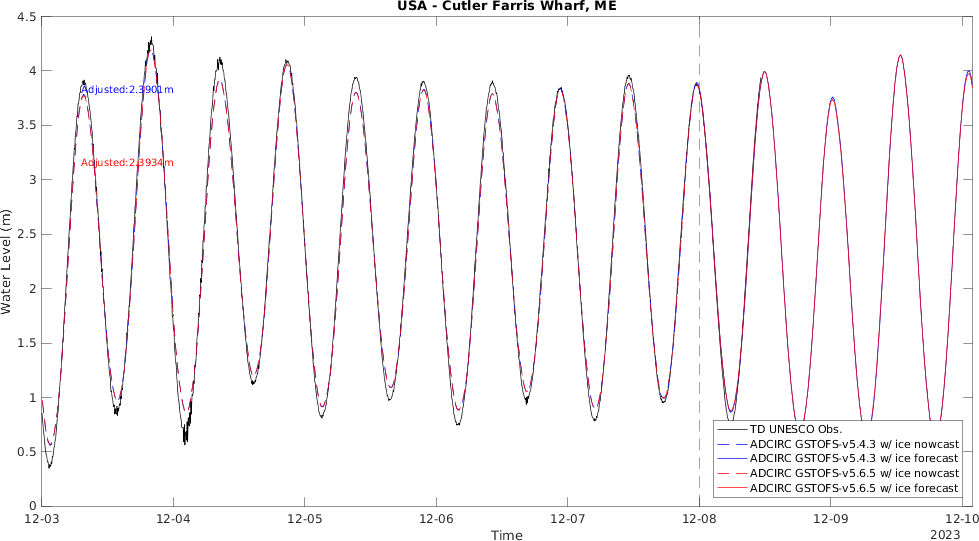 USA - Cutler Farris Wharf, ME
4.5
4
3.5
3
2.5
2
1.5
1
0.5
0
Water Level (m)
Adjusted:2.3901m
Adjusted:2.3934m
TD UNESCO Obs.
ADCIRC GSTOFS-v5.4.3 w/ ice nowcast
ADCIRC GSTOFS-v5.4.3 w/ ice forecast
ADCIRC GSTOFS-v5.6.5 w/ ice nowcast
ADCIRC GSTOFS-v5.6.5 w/ ice forecast
12-03 12-04 12-05 12-06 12-07 12-08 12-09 12-10
Time
2023